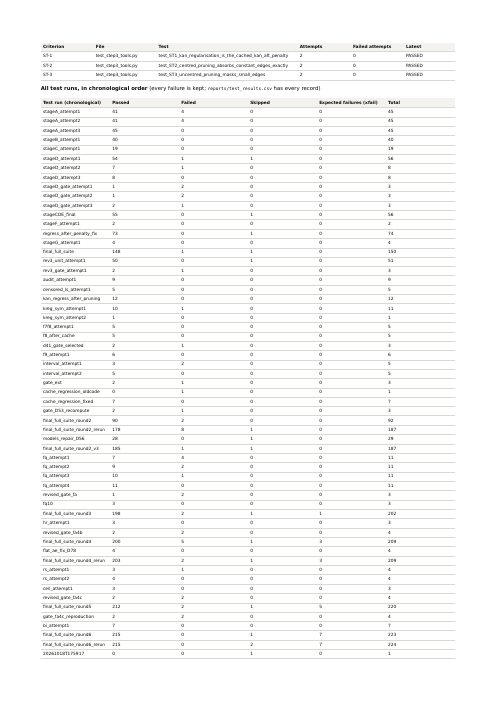 Criterion File Test Attempts Failed attempts Latest
ST-1 test_step3_tools.py test_ST1_kan_regularisation_is_the_cached_kan_aft_penalty 2 0 PASSED
ST-2 test_step3_tools.py test_ST2_centred_pruning_absorbs_constant_edges_exactly 2 0 PASSED
ST-3 test_step3_tools.py test_ST3_uncentred_pruning_masks_small_edges 2 0 PASSED
All test runs, in chronological order (every failure is kept; reports/test_results.csv has every record)
Test run (chronological) Passed Failed Skipped Expected failures (xfail) Total
stageA_attempt1 41 4 0 0 45
stageA_attempt2 41 4 0 0 45
stageA_attempt3 45 0 0 0 45
stageB_attempt1 40 0 0 0 40
stageC_attempt1 19 0 0 0 19
stageD_attempt1 54 1 1 0 56
stageD_attempt2 7 1 0 0 8
stageD_attempt3 8 0 0 0 8
stageD_gate_attempt1 1 2 0 0 3
stageD_gate_attempt2 1 2 0 0 3
stageD_gate_attempt3 2 1 0 0 3
stageCDE_final 55 0 1 0 56
stageF_attempt1 2 0 0 0 2
regress_after_penalty_fix 73 0 1 0 74
stageG_attempt1 4 0 0 0 4
final_full_suite 148 1 1 0 150
rev3_unit_attempt1 50 0 1 0 51
rev3_gate_attempt1 2 1 0 0 3
audit_attempt1 9 0 0 0 9
censored_ls_attempt1 5 0 0 0 5
kan_regress_after_pruning 12 0 0 0 12
kreg_sym_attempt1 10 1 0 0 11
kreg_sym_attempt2 1 0 0 0 1
f7f8_attempt1 5 0 0 0 5
f8_after_cache 5 0 0 0 5
d41_gate_selected 2 1 0 0 3
f9_attempt1 6 0 0 0 6
interval_attempt1 3 2 0 0 5
interval_attempt2 5 0 0 0 5
gate_ext 2 1 0 0 3
cache_regression_oldcode 0 1 0 0 1
cache_regression_fixed 7 0 0 0 7
gate_D53_recompute 2 1 0 0 3
final_full_suite_round2 90 2 0 0 92
final_full_suite_round2_rerun 178 8 1 0 187
models_repair_D56 28 0 1 0 29
final_full_suite_round2_v3 185 1 1 0 187
fq_attempt1 7 4 0 0 11
fq_attempt2 9 2 0 0 11
fq_attempt3 10 1 0 0 11
fq_attempt4 11 0 0 0 11
revised_gate_fa 1 2 0 0 3
fq10 3 0 0 0 3
final_full_suite_round3 198 2 1 1 202
hr_attempt1 3 0 0 0 3
revised_gate_fa4b 2 2 0 0 4
final_full_suite_round4 200 5 1 3 209
flat_ae_fix_D78 4 0 0 0 4
final_full_suite_round4_rerun 203 2 1 3 209
rs_attempt1 3 1 0 0 4
rs_attempt2 4 0 0 0 4
ceil_attempt1 3 0 0 0 3
revised_gate_fa4c 2 2 0 0 4
final_full_suite_round5 212 2 1 5 220
gate_fa4c_reproduction 2 2 0 0 4
bi_attempt1 7 0 0 0 7
final_full_suite_round6 215 0 1 7 223
final_full_suite_round6_rerun 215 0 2 7 224
20261018T175917 0 0 1 0 1